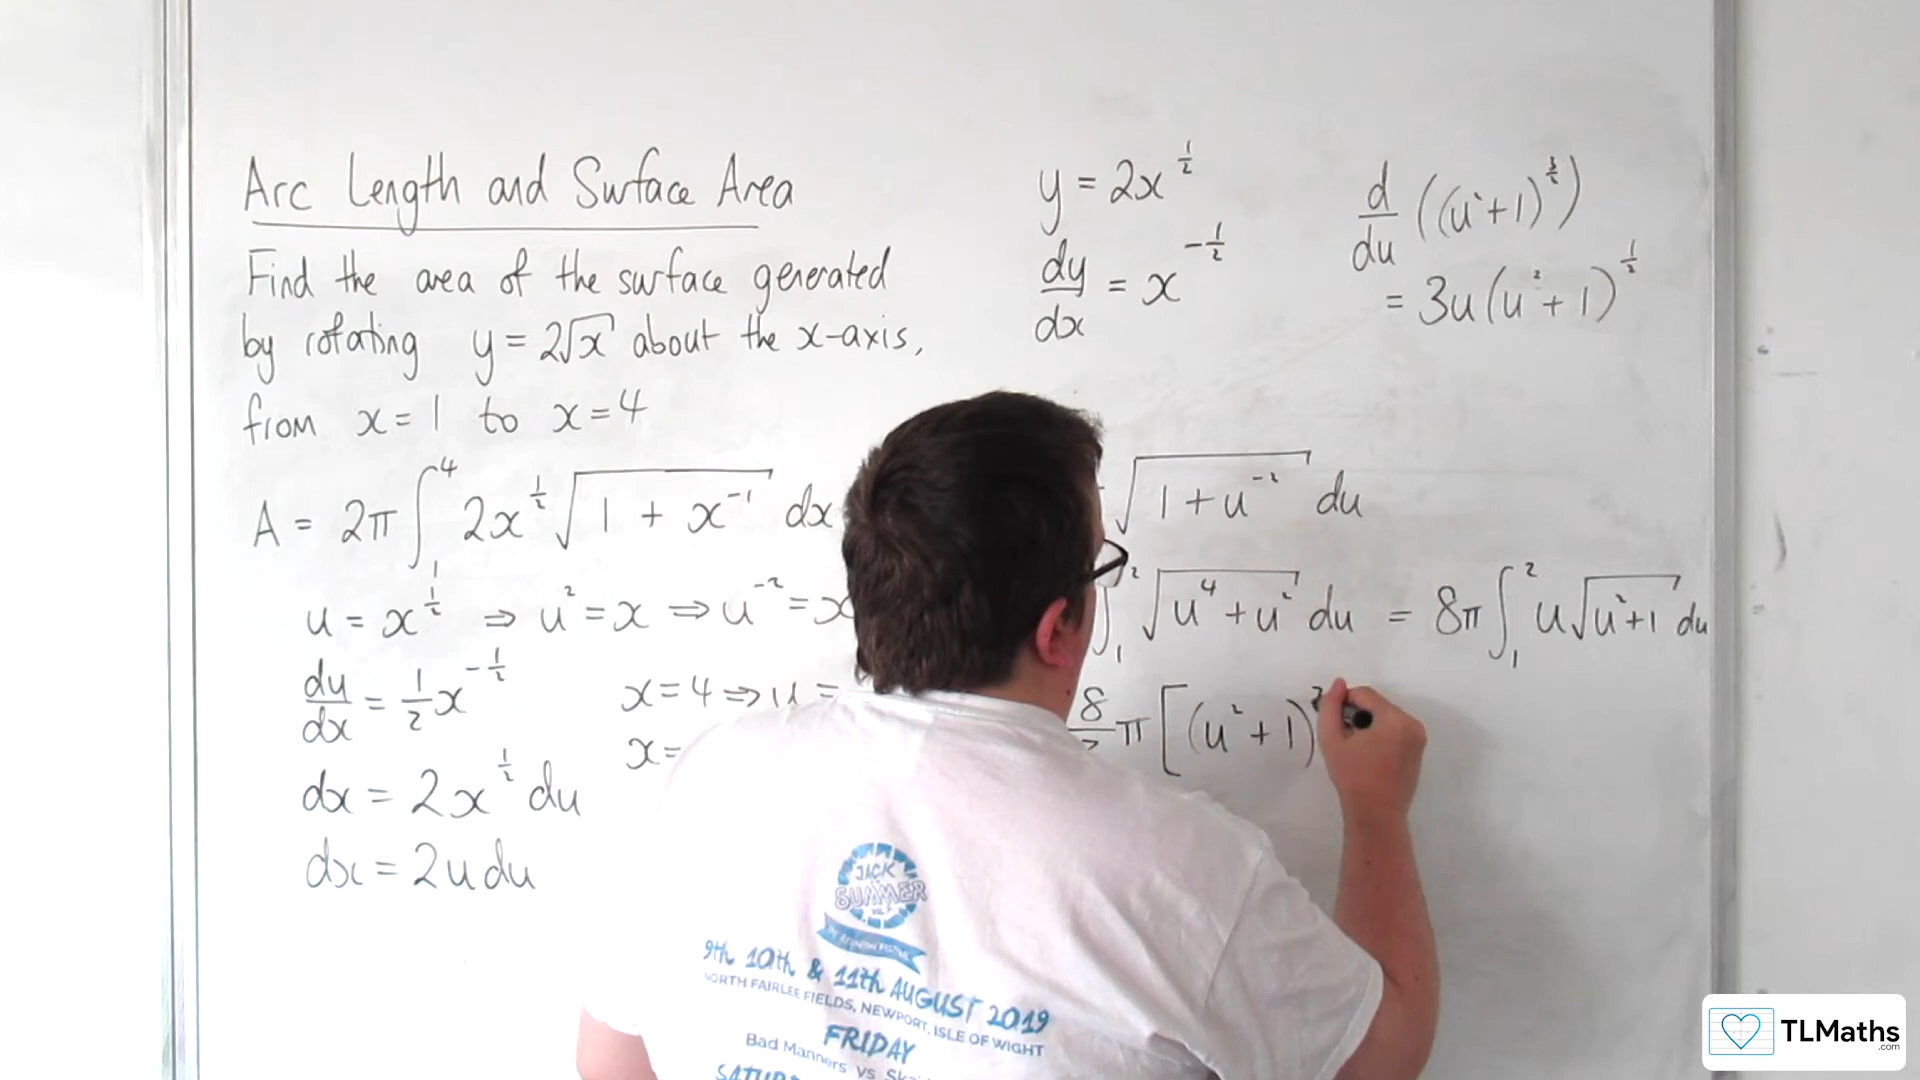 Arc Length and Surface Area
Find the area of the surface generated
by rotating y = 2√x about the x-axis,
from x = 1 to x = 4
y = 2x^{1/2}
dy/dx = x^{-1/2}
d/du ((u²+1)^{3/2})
= 3u(u²+1)^{1/2}
A = 2π∫₁⁴ 2x^{1/2} √(1 + x^{-1}) dx
√(1 + u^{-2}) du
u = x^{1/2} ⇒ u² = x ⇒ u^{-2} = x
∫₁² √(u⁴ + u²) du = 8π∫₁² u√(u²+1) du
du/dx = 1/2 x^{-1/2}
x = 4 ⇒ u =
x =
8 π [(u² + 1)
dx = 2x^{1/2} du
dx = 2u du
JACK
SUMMER
9th, 10th & 11th AUGUST 2019
NORTH FAIRLEE FIELDS, NEWPORT, ISLE OF WIGHT
FRIDAY
Bad Manners vs
TLMaths
.com